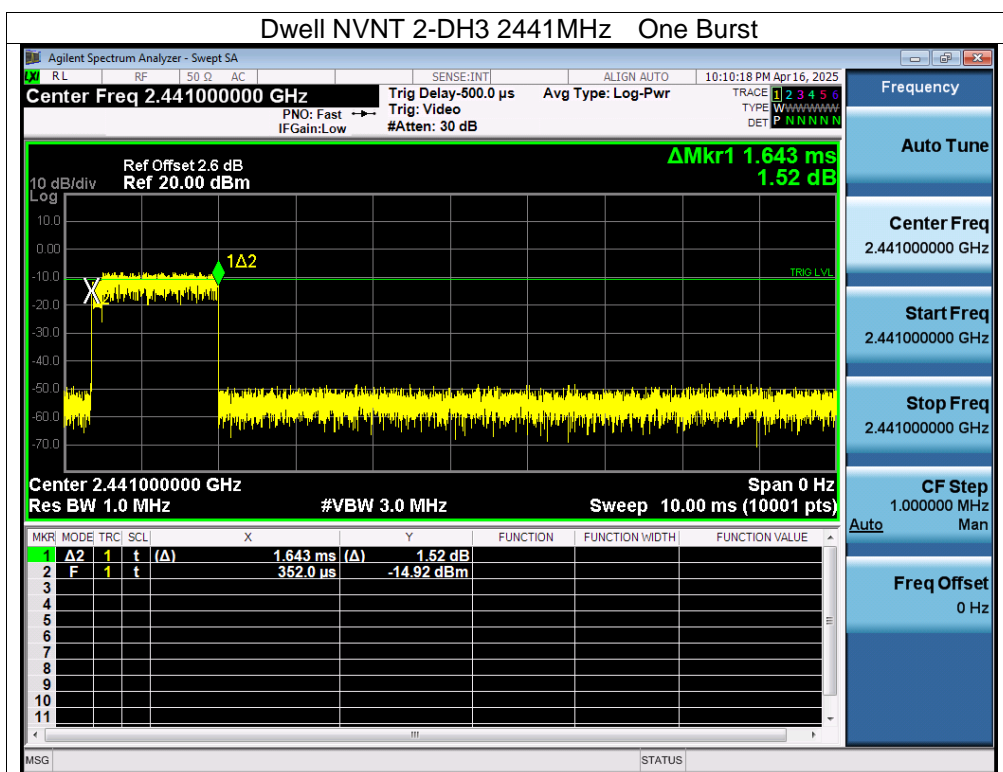 Dwell NVNT 2-DH3 2441MHz One Burst
Agilent Spectrum Analyzer - Swept SA
LXI RL RF 50 Ω AC SENSE:INT ALIGN AUTO 10:10:18 PM Apr 16, 2025
Center Freq 2.441000000 GHz
PNO: Fast
IFGain:Low
Trig Delay-500.0 µs
Trig: Video
#Atten: 30 dB
Avg Type: Log-Pwr
TRACE 1 2 3 4 5 6
TYPE WWWWWW
DET P N N N N N
10 dB/div
Log
Ref Offset 2.6 dB
Ref 20.00 dBm
ΔMkr1 1.643 ms
1.52 dB
10.0
0.00
-10.0
-20.0
-30.0
-40.0
-50.0
-60.0
-70.0
X2
1Δ2
TRIG LVL
Center 2.441000000 GHz Span 0 Hz
Res BW 1.0 MHz #VBW 3.0 MHz Sweep 10.00 ms (10001 pts)
MKR MODE TRC SCL X Y FUNCTION FUNCTION WIDTH FUNCTION VALUE
1 Δ2 1 t (Δ) 1.643 ms (Δ) 1.52 dB
2 F 1 t 352.0 µs -14.92 dBm
3
4
5
6
7
8
9
10
11
MSG STATUS
Frequency
Auto Tune
Center Freq
2.441000000 GHz
Start Freq
2.441000000 GHz
Stop Freq
2.441000000 GHz
CF Step
1.000000 MHz
Auto Man
Freq Offset
0 Hz